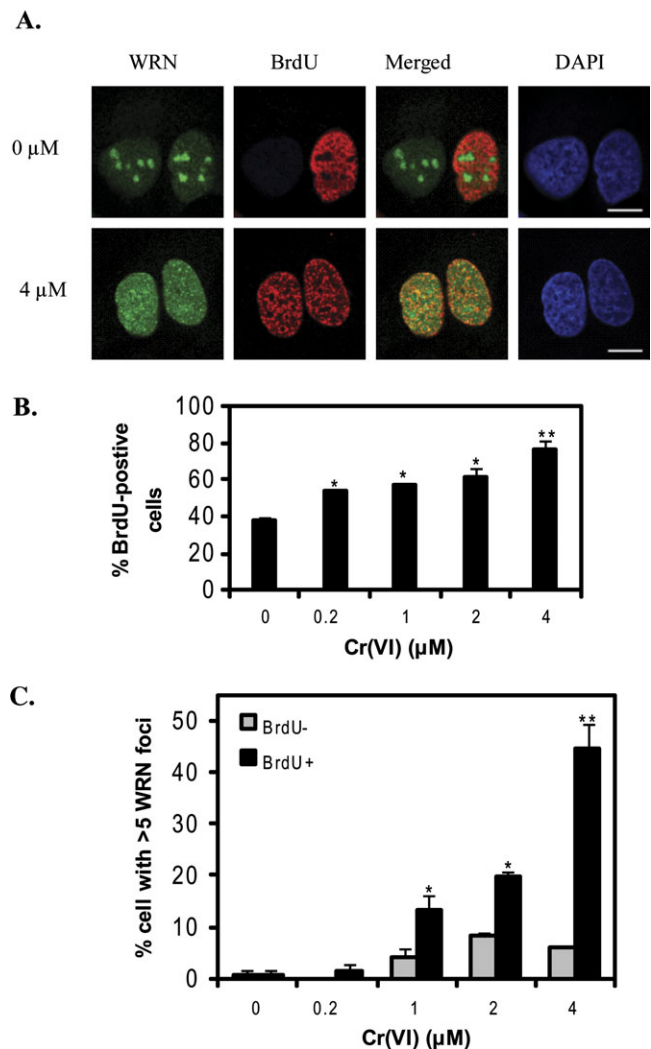 A.
WRN BrdU Merged DAPI
0 µM
4 µM
B.
% BrdU-postive
cells
100
80
60
40
20
0
* * * **
0 0.2 1 2 4
Cr(VI) (µM)
C.
% cell with >5 WRN foci
50
40
30
20
10
0
BrdU-
BrdU+
* * **
0 0.2 1 2 4
Cr(VI) (µM)